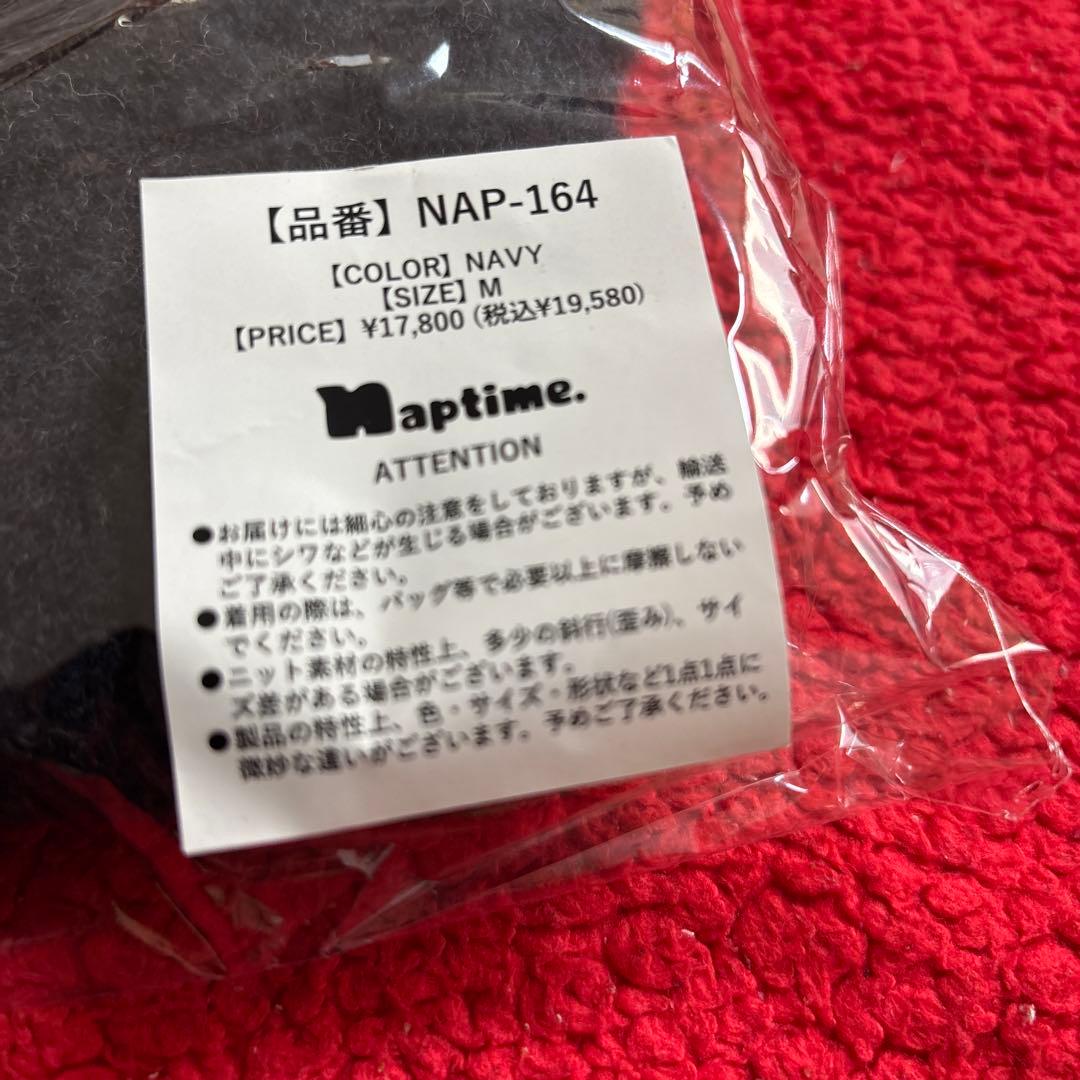 【品番】NAP-164
【COLOR】NAVY
【SIZE】M
【PRICE】¥17,800 (税込¥19,580)
Naptime.
ATTENTION
●お届けには細心の注意をしておりますが、輸送
中にシワなどが生じる場合がございます。予め
ご了承ください。
●着用の際は、バッグ等で必要以上に摩擦しない
でください。
●ニット素材の特性上、多少の斜行(歪み)、サイ
ズ差がある場合がございます。
●製品の特性上、色・サイズ・形状など1点1点に
微妙な違いがございます。予めご了承ください。